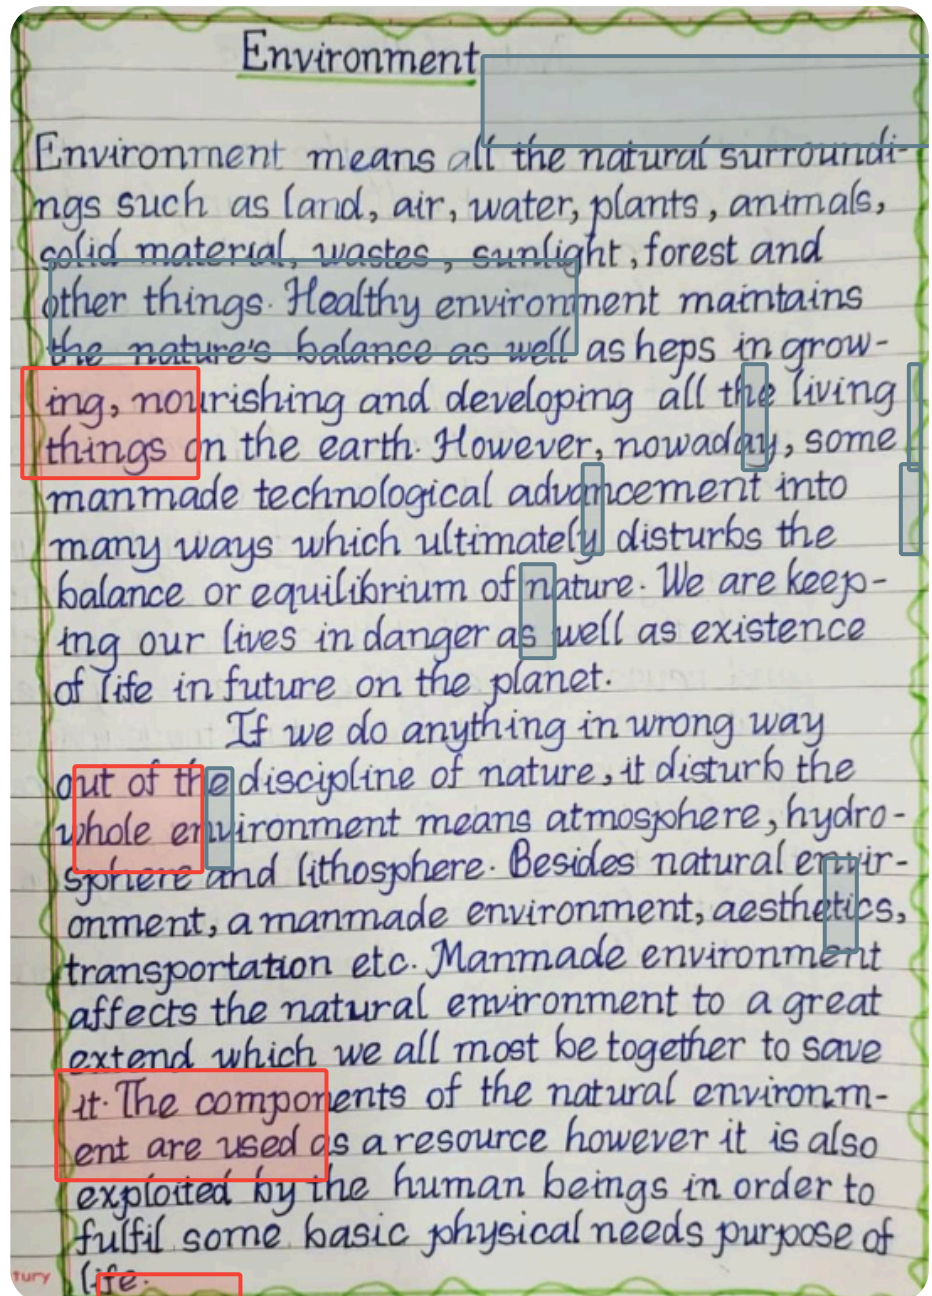 Environment
Environment means all the natural surroundi-
ngs such as land, air, water, plants, animals,
solid material, wastes, sunlight, forest and
other things. Healthy environment maintains
the nature's balance as well as heps in grow-
ing, nourishing and developing all the living
things on the earth. However, nowaday, some
manmade technological advancement into
many ways which ultimately disturbs the
balance or equilibrium of nature. We are keep-
ing our lives in danger as well as existence
of life in future on the planet.
If we do anything in wrong way
out of the discipline of nature, it disturb the
whole environment means atmosphere, hydro-
sphere and lithosphere. Besides natural envir-
onment, a manmade environment, aesthetics,
transportation etc. Manmade environment
affects the natural environment to a great
extend which we all most be together to save
it. The components of the natural environm-
ent are used as a resource however it is also
exploited by the human beings in order to
fulfil some basic physical needs purpose of
life.
tury